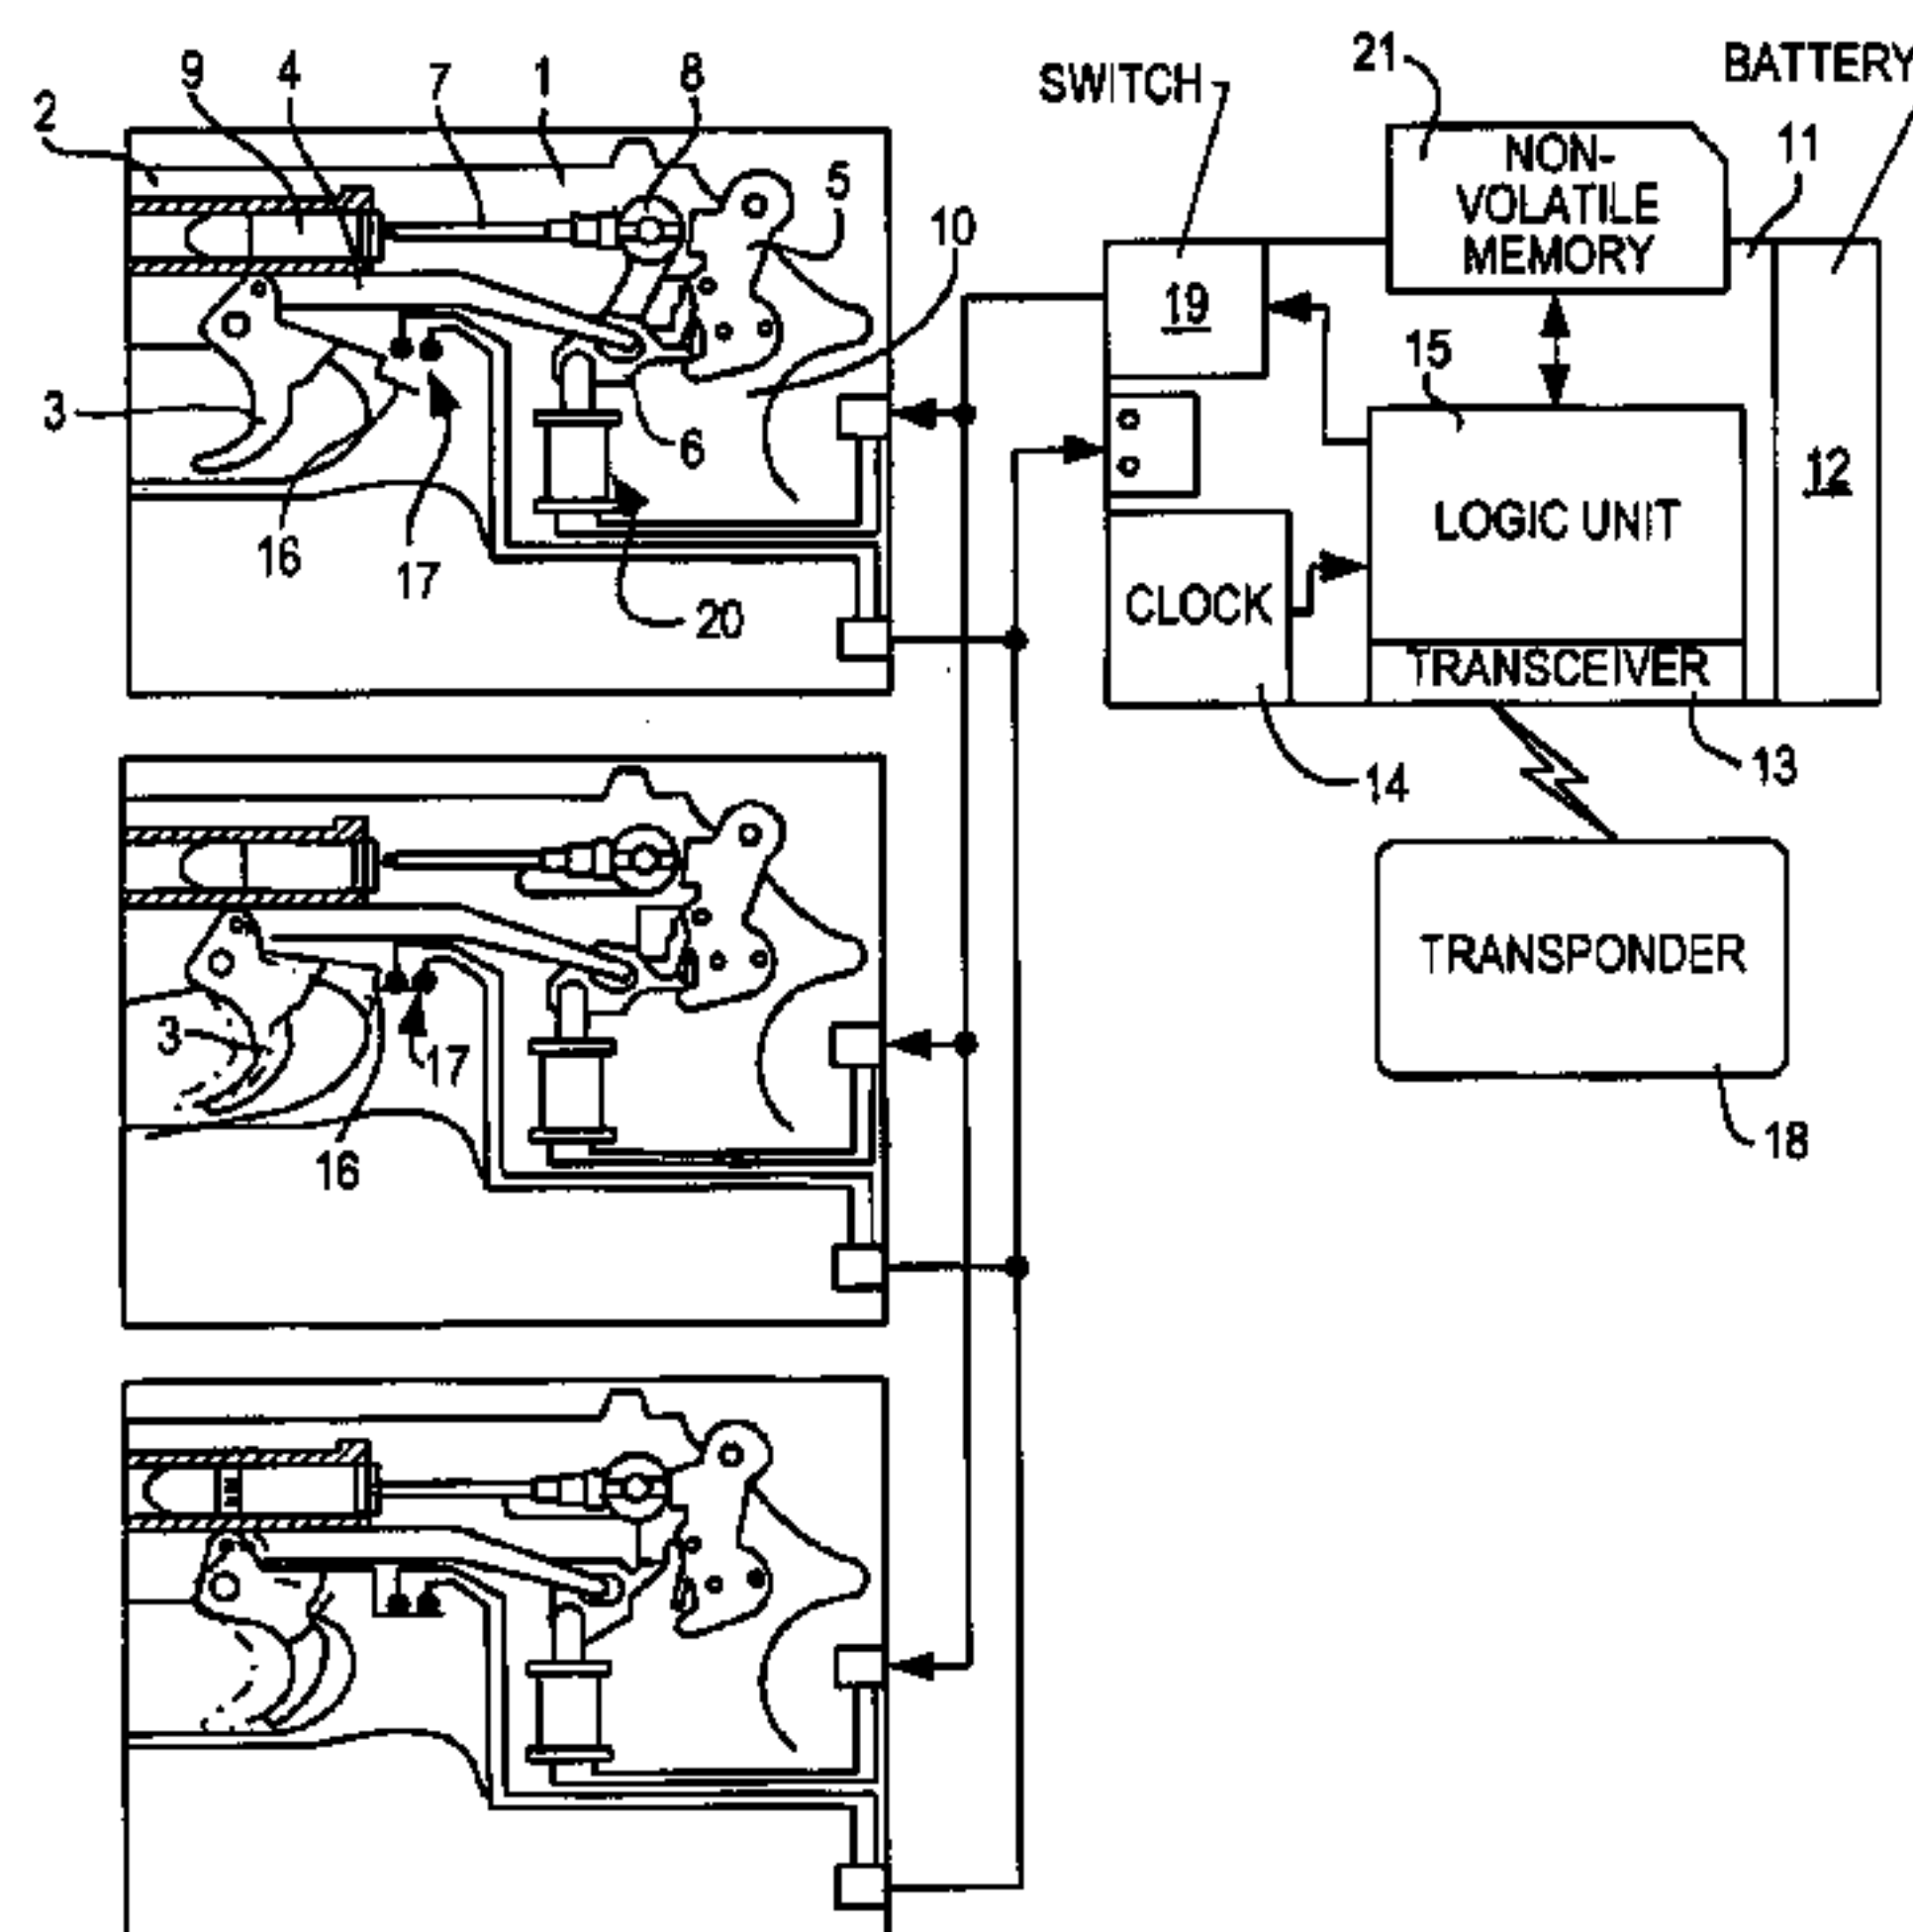 2
9
4
7
1
8
5
10
3
16
17
6
20
SWITCH
21
BATTERY
11
NON-
VOLATILE
MEMORY
19
15
12
LOGIC UNIT
CLOCK
TRANSCEIVER
14
13
TRANSPONDER
18
3
17
16